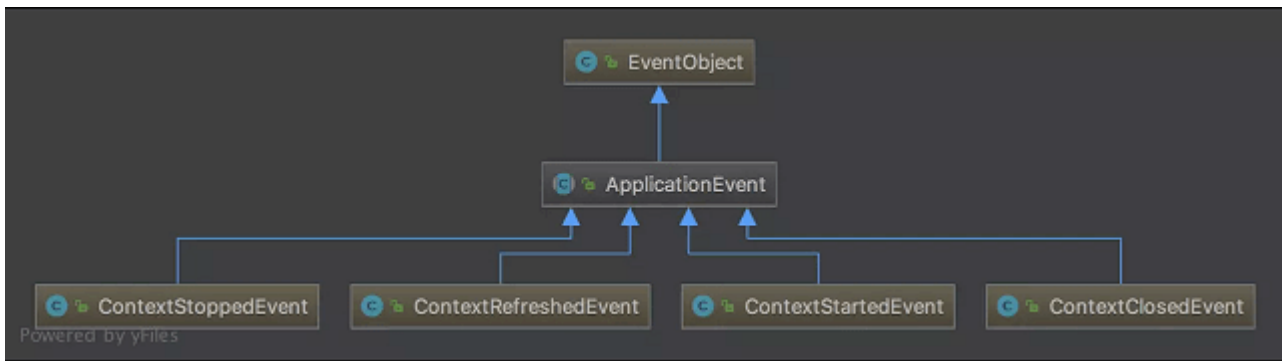 EventObject
ApplicationEvent
ContextStoppedEvent
ContextRefreshedEvent
ContextStartedEvent
ContextClosedEvent
Powered by yFiles